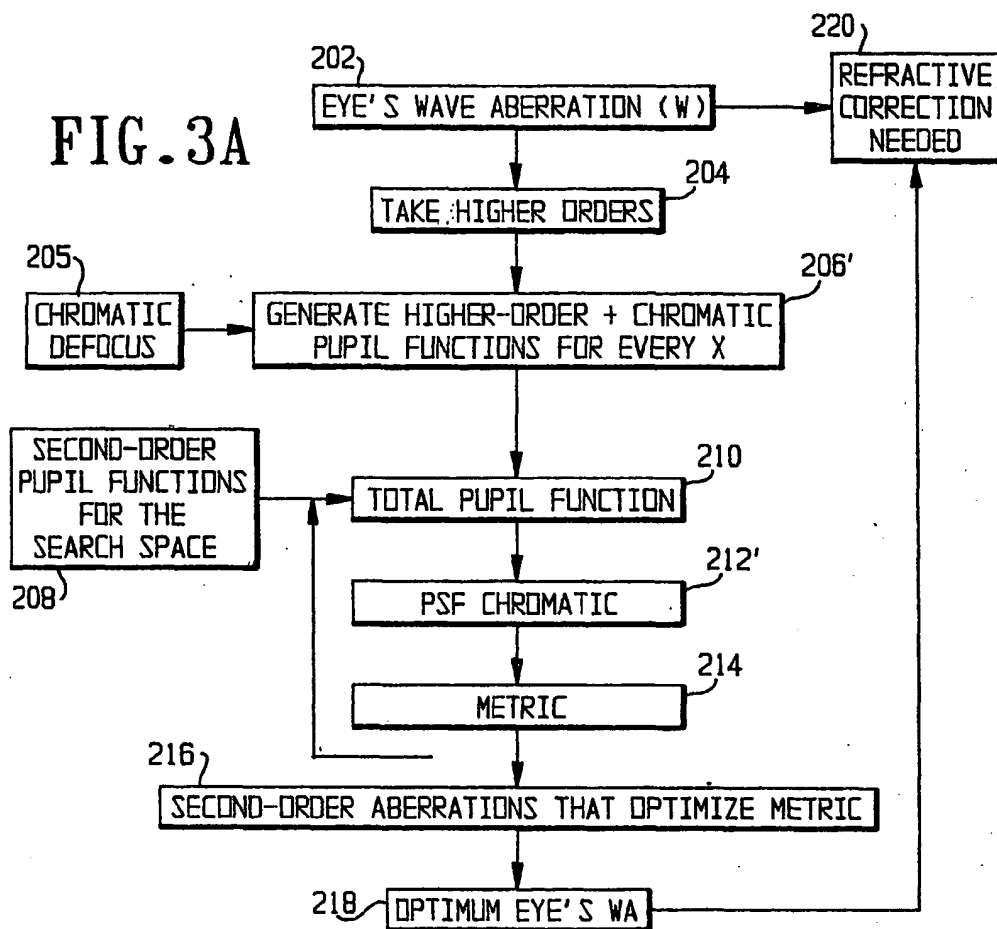 FIG.3A
202
EYE'S WAVE ABERRATION (W)
220
REFRACTIVE
CORRECTION
NEEDED
204
TAKE HIGHER ORDERS
205
CHROMATIC
DEFOCUS
206'
GENERATE HIGHER-ORDER + CHROMATIC
PUPIL FUNCTIONS FOR EVERY X
SECOND-ORDER
PUPIL FUNCTIONS
FOR THE
SEARCH SPACE
208
210
TOTAL PUPIL FUNCTION
212'
PSF CHROMATIC
214
METRIC
216
SECOND-ORDER ABERRATIONS THAT OPTIMIZE METRIC
218
OPTIMUM EYE'S WA